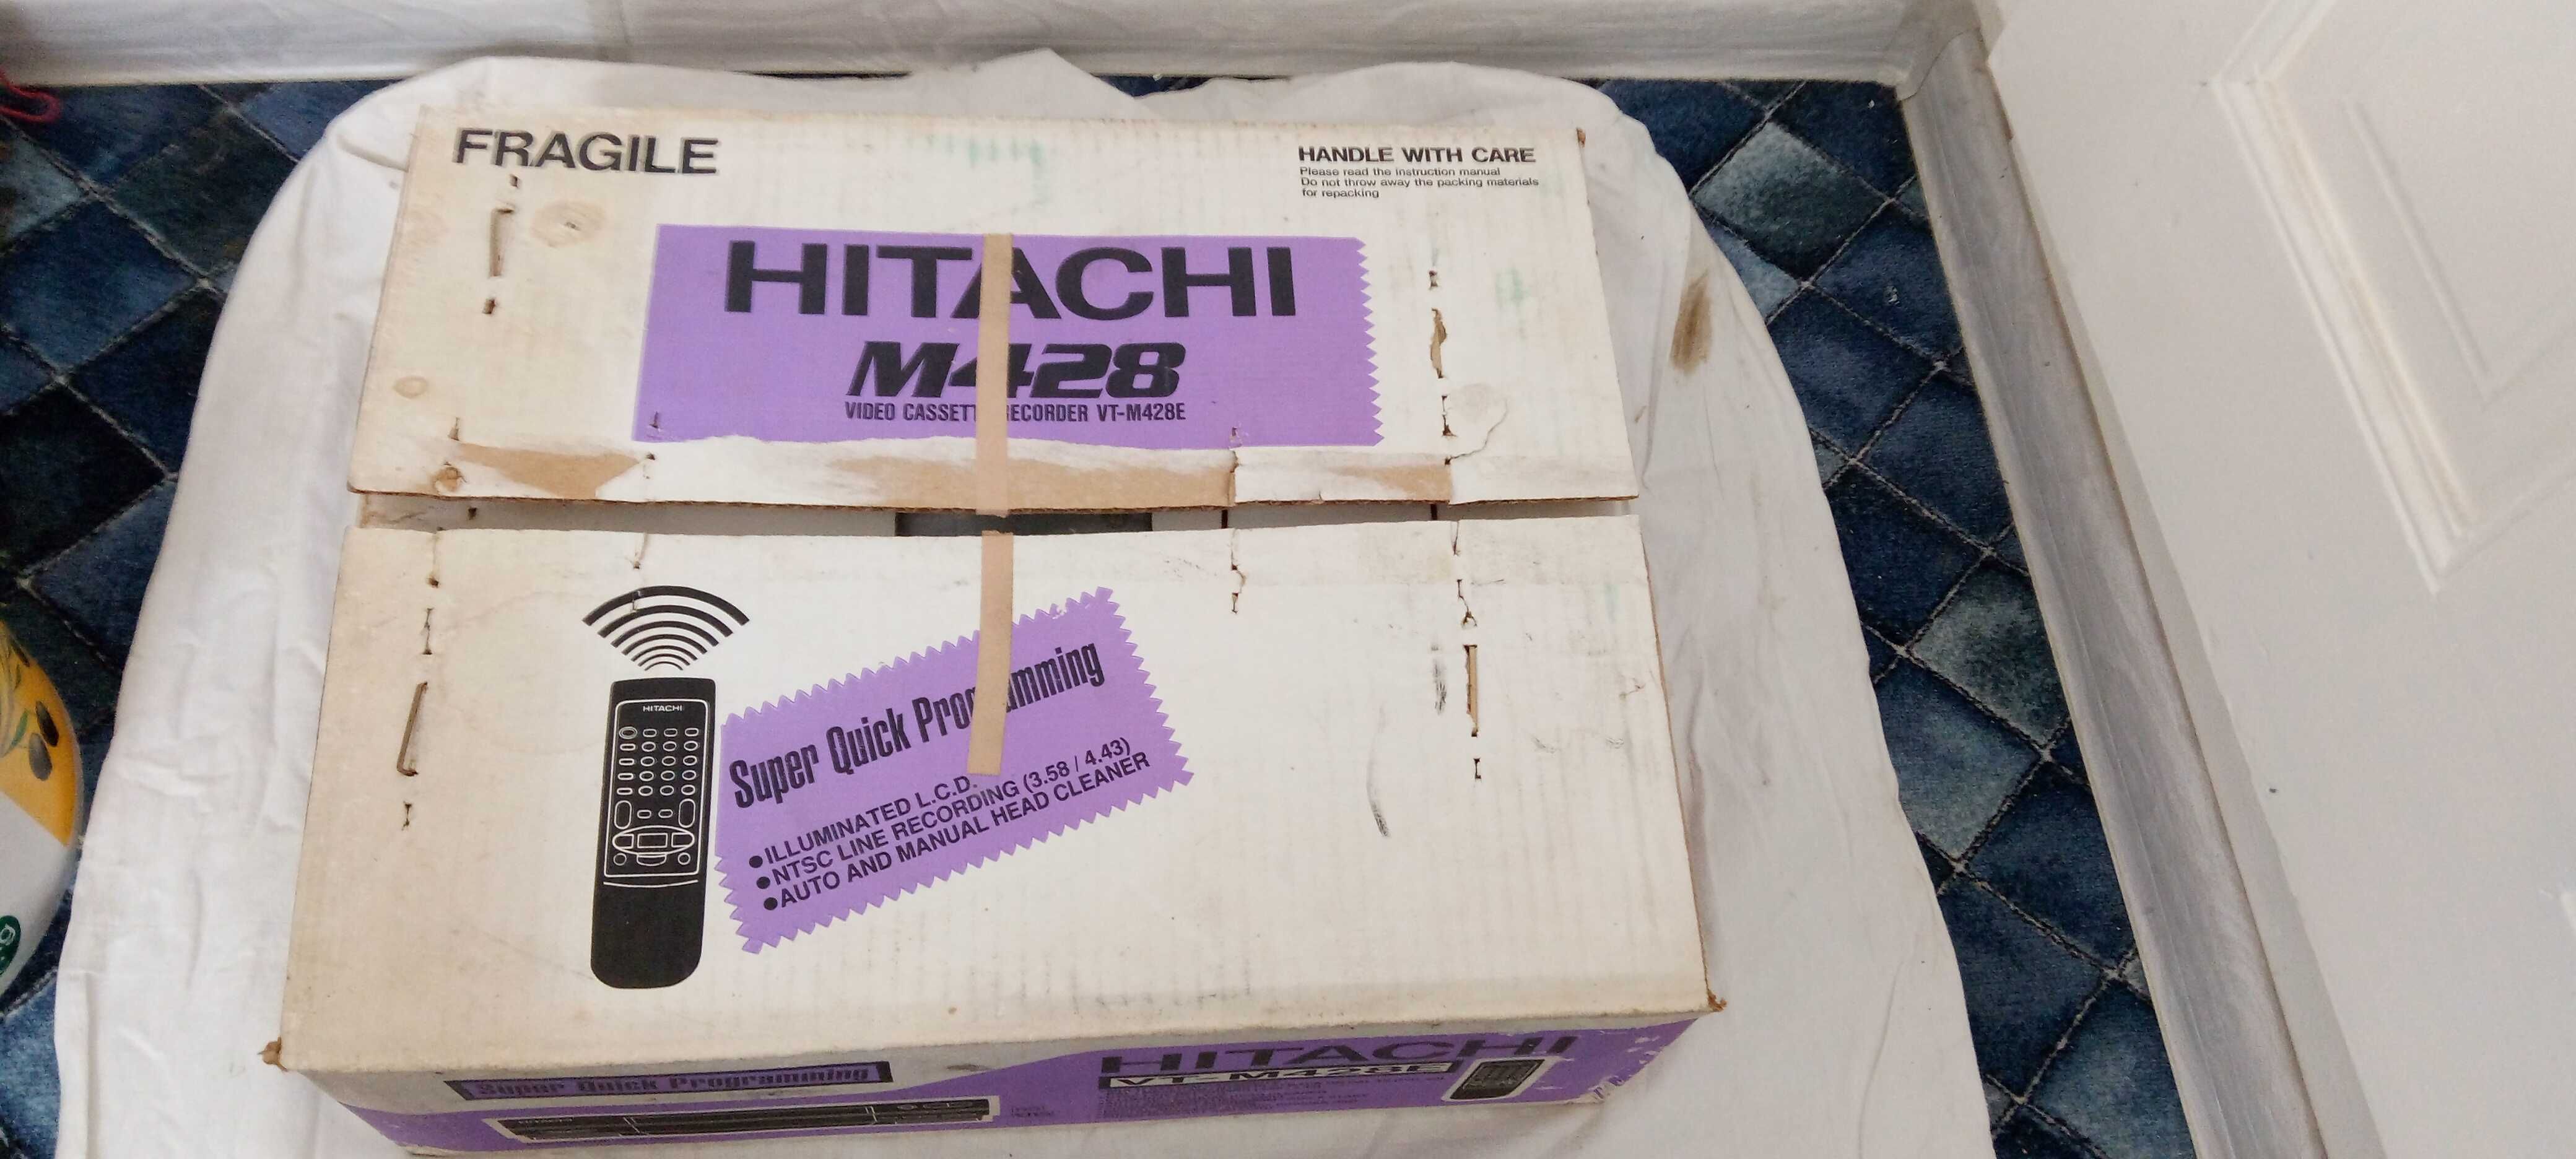 FRAGILE
HANDLE WITH CARE
Please read the instruction manual
Do not throw away the packing materials
for repacking
HITACHI
M428
VIDEO CASSETT RECORDER VT-M428E
HITACHI
Super Quick Programming
●ILLUMINATED L.C.D.
●NTSC LINE RECORDING (3.58 / 4.43)
●AUTO AND MANUAL HEAD CLEANER
Super Quick Programming
HITACHI
VT-M428E